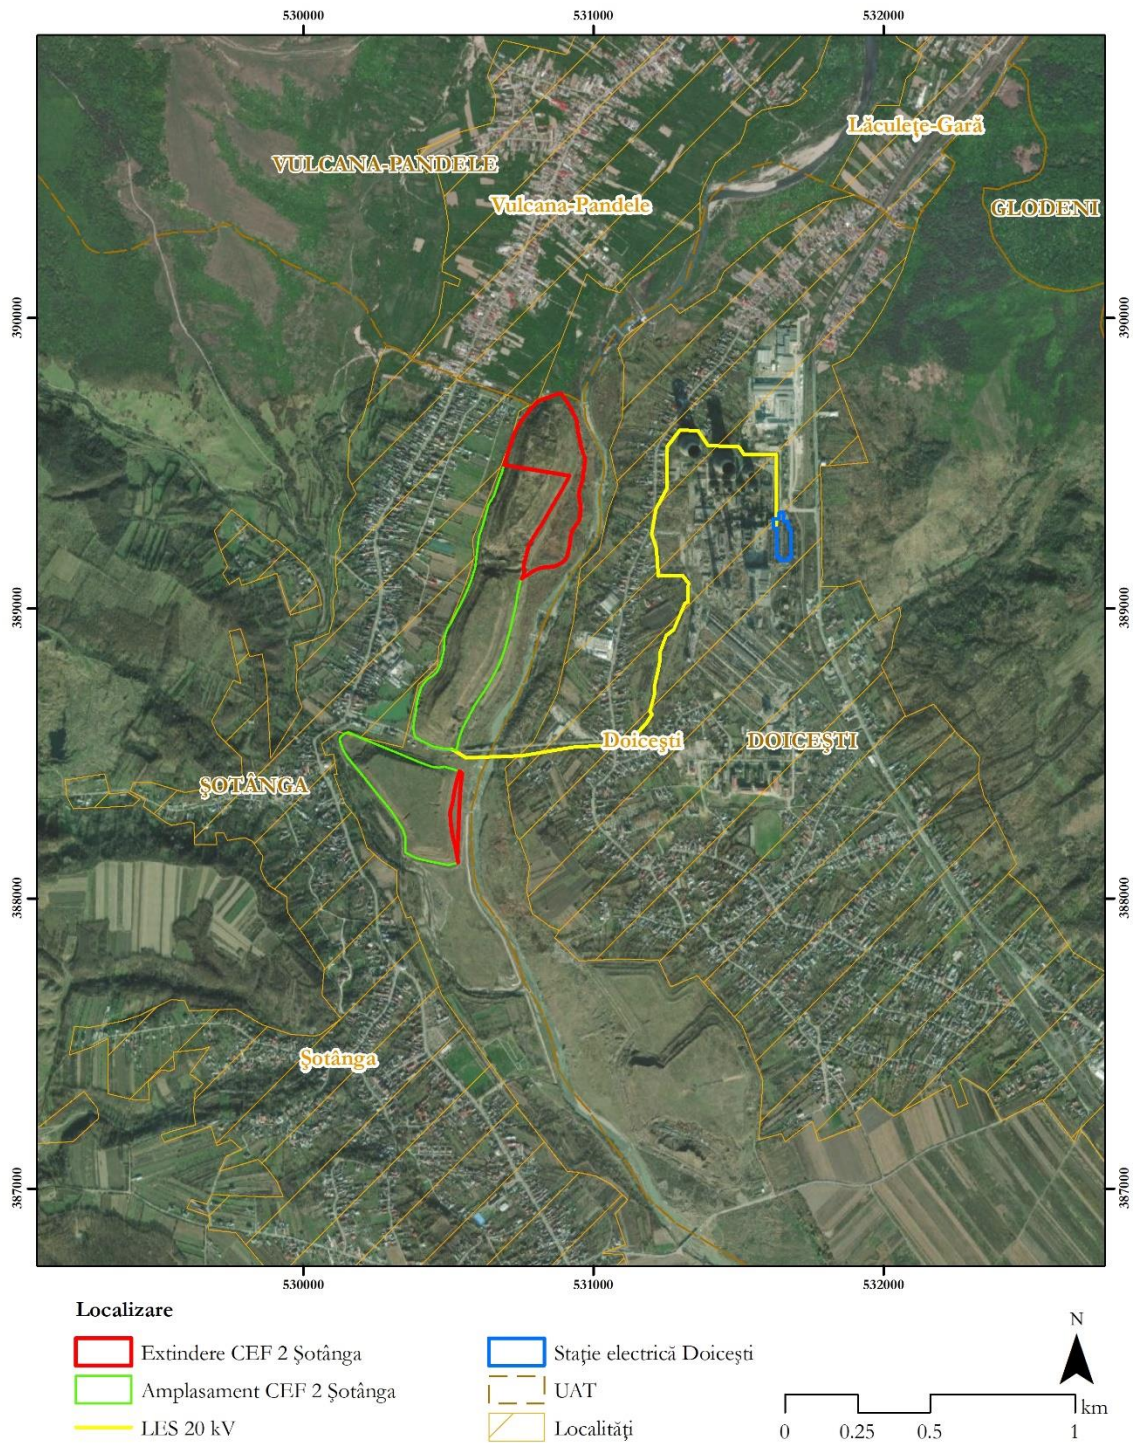 530000
531000
532000
Lăculeţe-Gară
VULCANA-PANDELE
Vulcana-Pandele
GLODENI
390000
390000
389000
389000
Doiceşti
DOICEŞTI
ŞOTÂNGA
388000
388000
Şotânga
387000
387000
530000
531000
532000
Localizare
Extindere CEF 2 Şotânga
Amplasament CEF 2 Şotânga
LES 20 kV
Staţie electrică Doiceşti
UAT
Localităţi
N
km
0
0.25
0.5
1